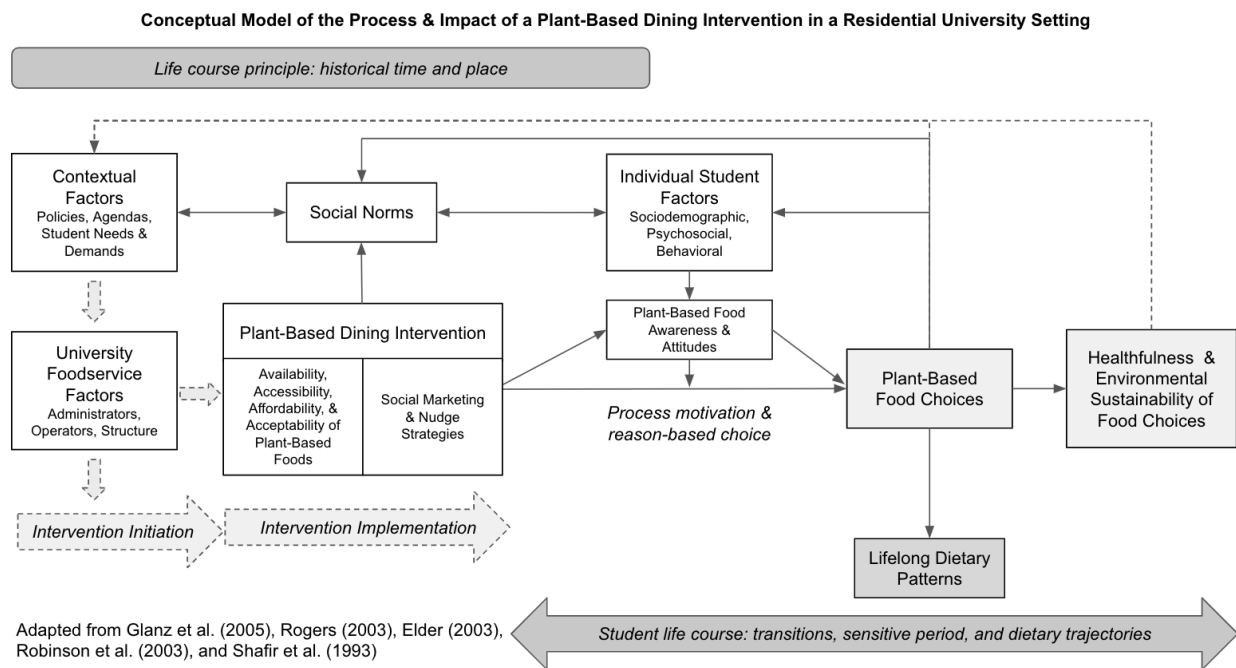 Conceptual Model of the Process & Impact of a Plant-Based Dining Intervention in a Residential University Setting
Life course principle: historical time and place
Contextual
Factors
Policies, Agendas,
Student Needs &
Demands
Social Norms
Individual Student
Factors
Sociodemographic,
Psychosocial,
Behavioral
University
Foodservice
Factors
Administrators,
Operators, Structure
Plant-Based Dining Intervention
Availability,
Accessibility,
Affordability, &
Acceptability of
Plant-Based
Foods
Social Marketing
& Nudge
Strategies
Plant-Based Food
Awareness &
Attitudes
Process motivation &
reason-based choice
Plant-Based
Food Choices
Healthfulness &
Environmental
Sustainability of
Food Choices
Intervention Initiation
Intervention Implementation
Lifelong Dietary
Patterns
Adapted from Glanz et al. (2005), Rogers (2003), Elder (2003),
Robinson et al. (2003), and Shafir et al. (1993)
Student life course: transitions, sensitive period, and dietary trajectories